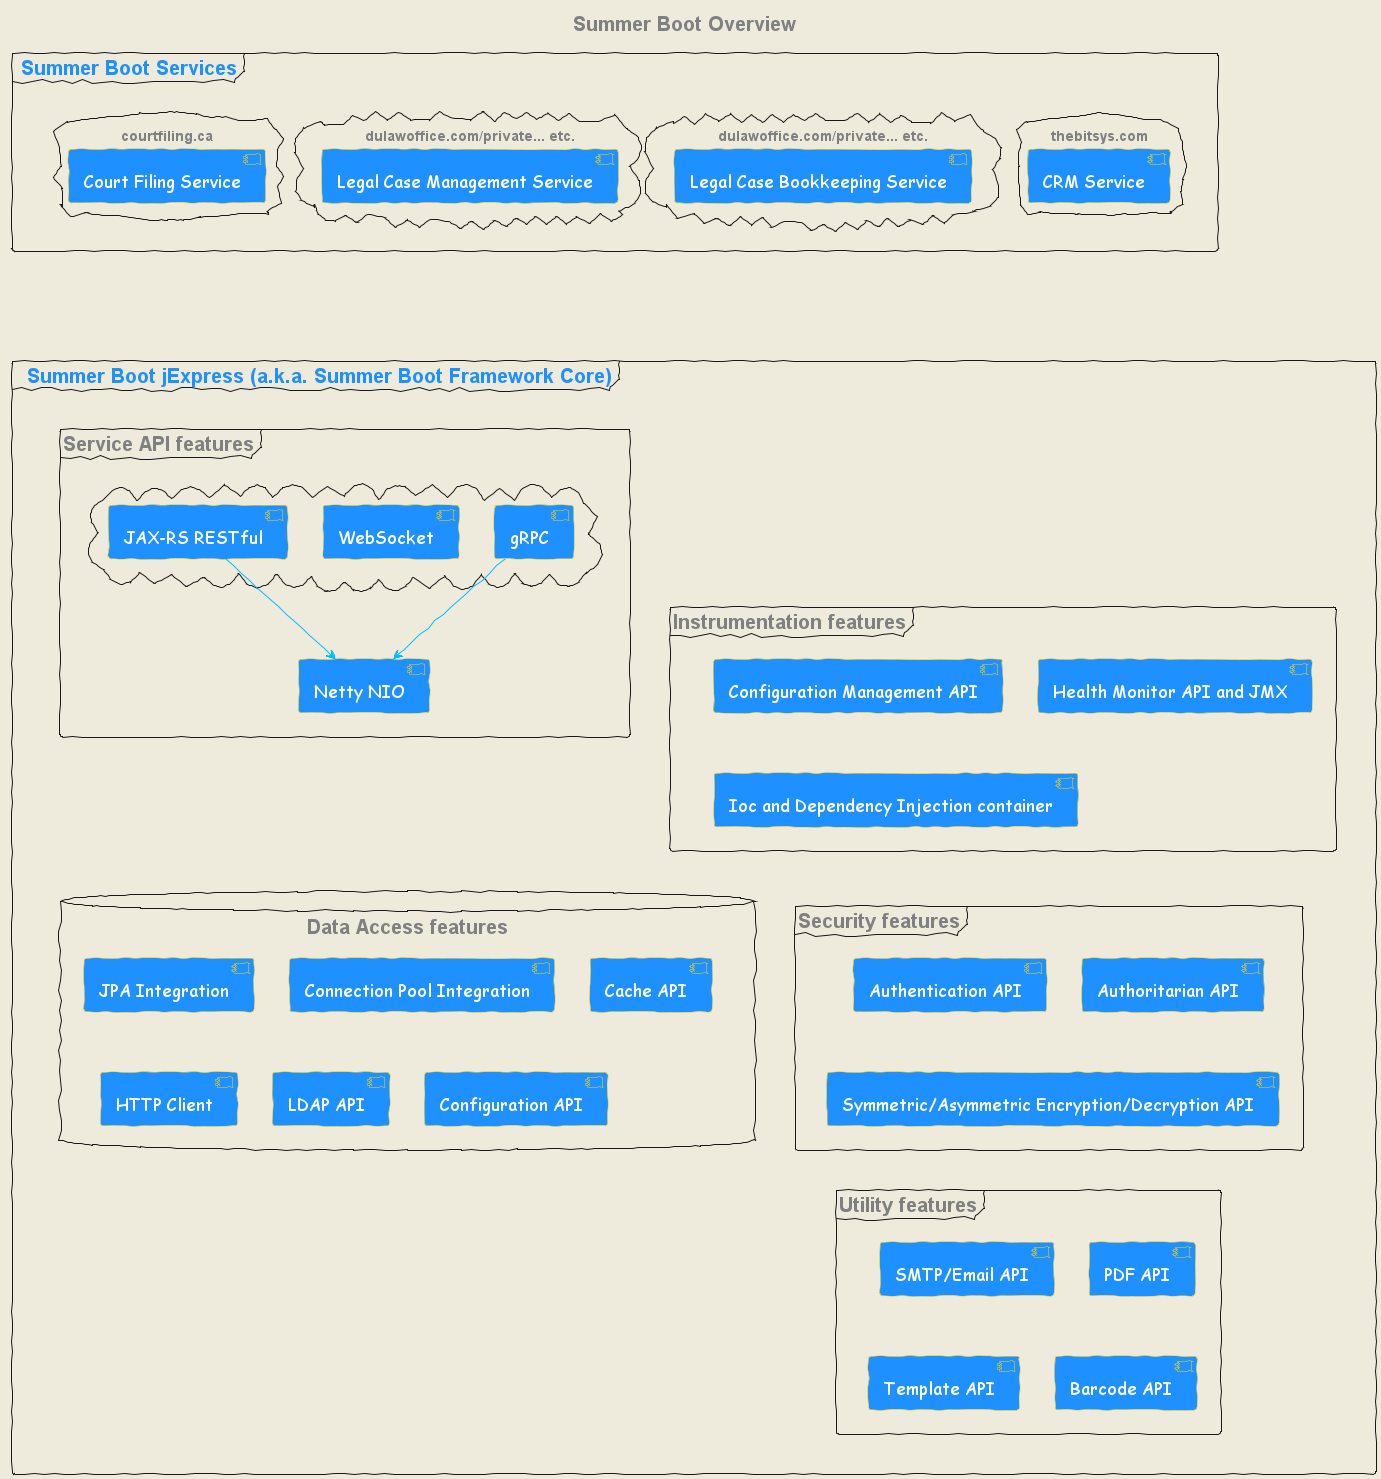 Summer Boot Overview
Summer Boot Services
courtfiling.ca
Court Filing Service
dulawoffice.com/private... etc.
Legal Case Management Service
dulawoffice.com/private... etc.
Legal Case Bookkeeping Service
thebitsys.com
CRM Service
Summer Boot jExpress (a.k.a. Summer Boot Framework Core)
Service API features
JAX-RS RESTful
WebSocket
gRPC
Netty NIO
Instrumentation features
Configuration Management API
Health Monitor API and JMX
Ioc and Dependency Injection container
Data Access features
JPA Integration
Connection Pool Integration
Cache API
HTTP Client
LDAP API
Configuration API
Security features
Authentication API
Authoritarian API
Symmetric/Asymmetric Encryption/Decryption API
Utility features
SMTP/Email API
PDF API
Template API
Barcode API